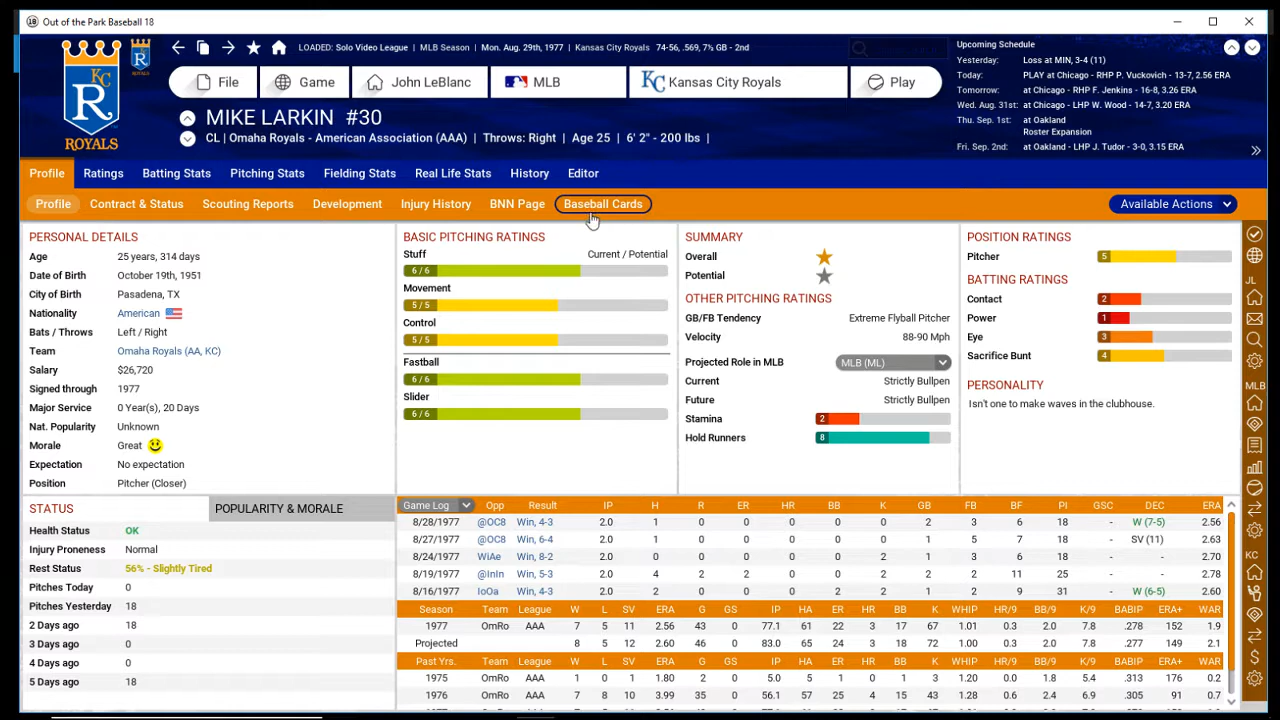 Out of the Park Baseball 18
LOADED: Solo Video League | MLB Season | Mon. Aug. 29th, 1977 | Kansas City Royals 74-56, .569, 7½ GB - 2nd
File Game John LeBlanc MLB Kansas City Royals Play
Upcoming Schedule
Yesterday: Loss at MIN, 3-4 (11)
Today: PLAY at Chicago - RHP P. Vuckovich - 13-7, 2.56 ERA
Tomorrow: at Chicago - RHP F. Jenkins - 16-8, 3.26 ERA
Wed. Aug. 31st: at Chicago - LHP W. Wood - 14-7, 3.20 ERA
Thu. Sep. 1st: at Oakland
Roster Expansion
Fri. Sep. 2nd: at Oakland - LHP J. Tudor - 3-0, 3.15 ERA
KC
R
ROYALS
MIKE LARKIN #30
CL | Omaha Royals - American Association (AAA) | Throws: Right | Age 25 | 6' 2" - 200 lbs |
Profile Ratings Batting Stats Pitching Stats Fielding Stats Real Life Stats History Editor
Profile Contract & Status Scouting Reports Development Injury History BNN Page Baseball Cards Available Actions
PERSONAL DETAILS
Age 25 years, 314 days
Date of Birth October 19th, 1951
City of Birth Pasadena, TX
Nationality American
Bats / Throws Left / Right
Team Omaha Royals (AA, KC)
Salary $26,720
Signed through 1977
Major Service 0 Year(s), 20 Days
Nat. Popularity Unknown
Morale Great
Expectation No expectation
Position Pitcher (Closer)
BASIC PITCHING RATINGS
Stuff Current / Potential
6 / 6
Movement
5 / 5
Control
5 / 5
Fastball
6 / 6
Slider
6 / 6
SUMMARY
Overall
Potential
OTHER PITCHING RATINGS
GB/FB Tendency Extreme Flyball Pitcher
Velocity 88-90 Mph
Projected Role in MLB MLB (ML)
Current Strictly Bullpen
Future Strictly Bullpen
Stamina 2
Hold Runners 8
POSITION RATINGS
Pitcher 5
BATTING RATINGS
Contact 2
Power 1
Eye 3
Sacrifice Bunt 4
PERSONALITY
Isn't one to make waves in the clubhouse.
JL
MLB
KC
STATUS POPULARITY & MORALE
Health Status OK
Injury Proneness Normal
Rest Status 56% - Slightly Tired
Pitches Today 0
Pitches Yesterday 18
2 Days ago 18
3 Days ago 0
4 Days ago 0
5 Days ago 18
Game Log Opp Result IP H R ER HR BB K GB FB BF PI GSC DEC ERA
8/28/1977 @OC8 Win, 4-3 2.0 1 0 0 0 0 0 2 3 6 18 - W (7-5) 2.56
8/27/1977 @OC8 Win, 6-4 2.0 1 0 0 0 0 0 1 5 7 18 - SV (11) 2.63
8/24/1977 WiAe Win, 8-2 2.0 0 0 0 0 0 2 1 3 6 18 - - 2.70
8/19/1977 @InIn Win, 5-3 2.0 4 2 2 0 0 2 2 2 11 25 - - 2.78
8/16/1977 IoOa Win, 4-3 2.0 2 0 0 0 1 2 2 2 9 31 - W (6-5) 2.60
Season Team League W L SV ERA G GS IP HA ER HR BB K WHIP HR/9 BB/9 K/9 BABIP ERA+ WAR
1977 OmRo AAA 7 5 11 2.56 43 0 77.1 61 22 3 17 67 1.01 0.3 2.0 7.8 .278 152 1.9
Projected 8 5 12 2.60 46 0 83.0 65 24 3 18 72 1.00 0.3 2.0 7.8 .277 149 2.1
Past Yrs. Team League W L SV ERA G GS IP HA ER HR BB K WHIP HR/9 BB/9 K/9 BABIP ERA+ WAR
1975 OmRo AAA 1 0 1 1.80 2 0 5.0 5 1 0 1 3 1.20 0.0 1.8 5.4 .313 176 0.2
1976 OmRo AAA 7 8 10 3.99 35 0 56.1 57 25 4 15 43 1.28 0.6 2.4 6.9 .305 91 0.7